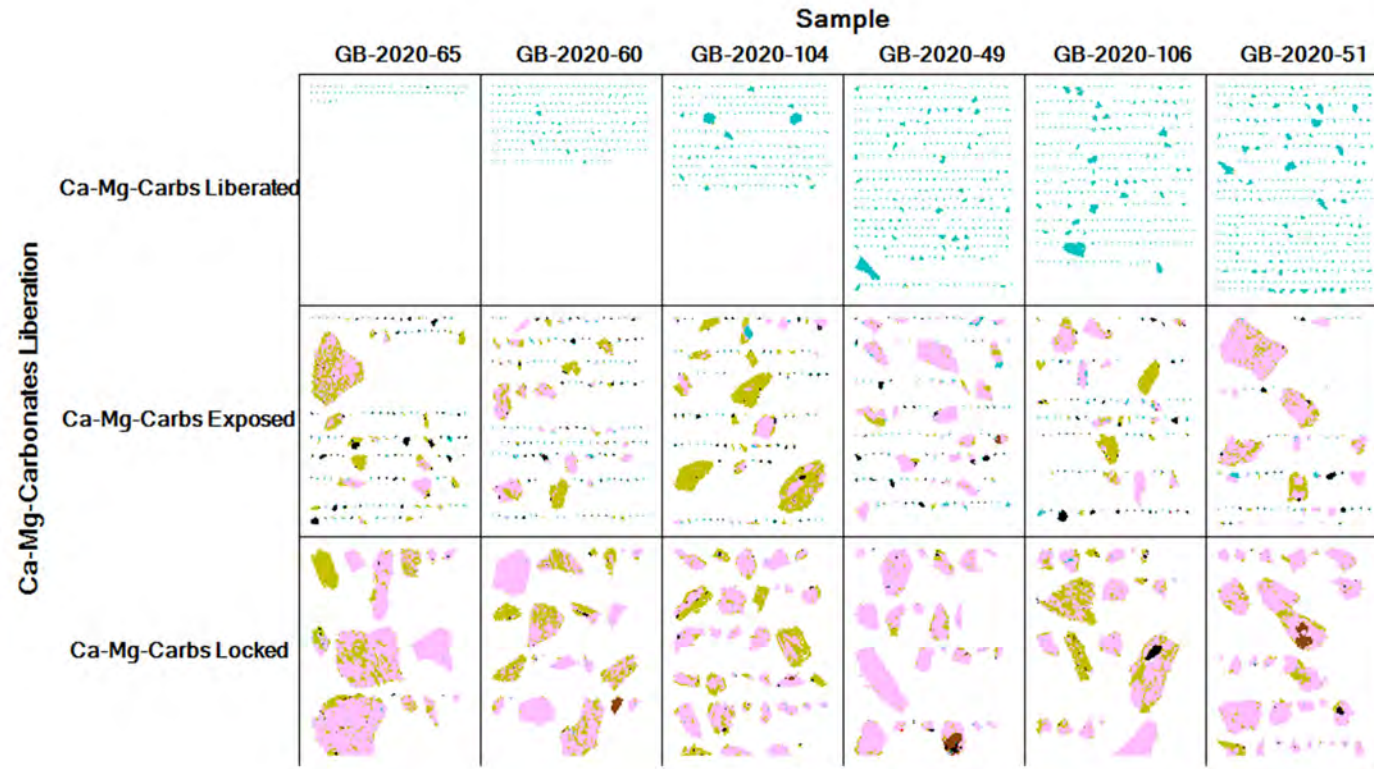 Sample
GB-2020-65 GB-2020-60 GB-2020-104 GB-2020-49 GB-2020-106 GB-2020-51
Ca-Mg-Carbonates Liberation
Ca-Mg-Carbs Liberated
Ca-Mg-Carbs Exposed
Ca-Mg-Carbs Locked